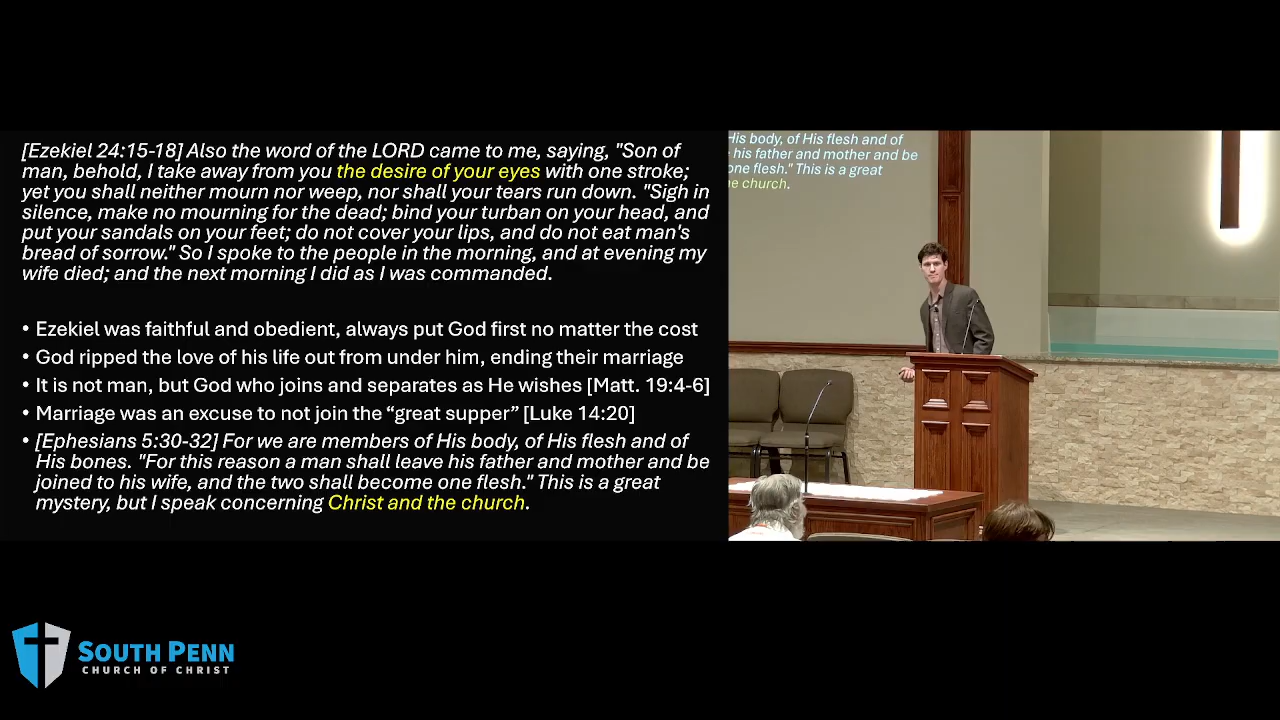 [Ezekiel 24:15-18] Also the word of the LORD came to me, saying, "Son of
man, behold, I take away from you the desire of your eyes with one stroke;
yet you shall neither mourn nor weep, nor shall your tears run down. "Sigh in
silence, make no mourning for the dead; bind your turban on your head, and
put your sandals on your feet; do not cover your lips, and do not eat man's
bread of sorrow." So I spoke to the people in the morning, and at evening my
wife died; and the next morning I did as I was commanded.
• Ezekiel was faithful and obedient, always put God first no matter the cost
• God ripped the love of his life out from under him, ending their marriage
• It is not man, but God who joins and separates as He wishes [Matt. 19:4-6]
• Marriage was an excuse to not join the “great supper” [Luke 14:20]
• [Ephesians 5:30-32] For we are members of His body, of His flesh and of
His bones. "For this reason a man shall leave his father and mother and be
joined to his wife, and the two shall become one flesh." This is a great
mystery, but I speak concerning Christ and the church.
His body, of His flesh and of
his father and mother and be
one flesh." This is a great
church.
SOUTH PENN
CHURCH OF CHRIST